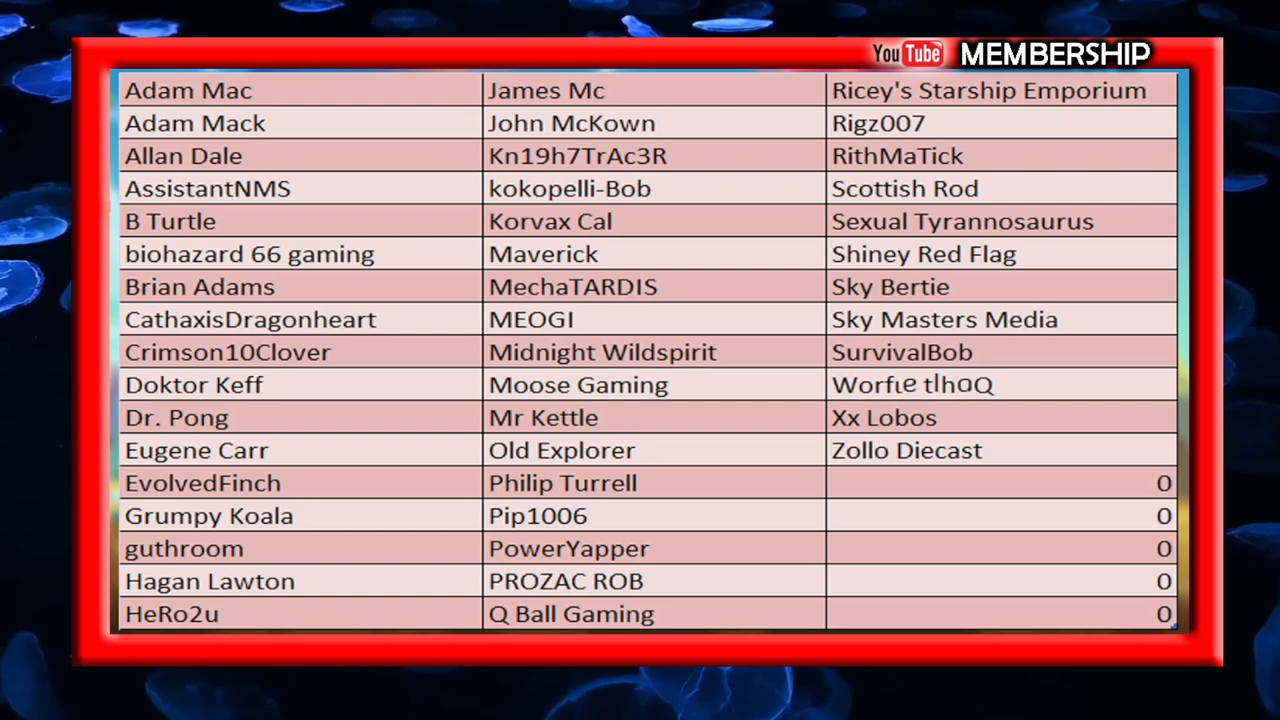 YouTube MEMBERSHIP
Adam Mac James Mc Ricey's Starship Emporium
Adam Mack John McKown Rigz007
Allan Dale Kn19h7TrAc3R RithMaTick
AssistantNMS kokopelli-Bob Scottish Rod
B Turtle Korvax Cal Sexual Tyrannosaurus
biohazard 66 gaming Maverick Shiney Red Flag
Brian Adams MechaTARDIS Sky Bertie
CathaxisDragonheart MEOGI Sky Masters Media
Crimson10Clover Midnight Wildspirit SurvivalBob
Doktor Keff Moose Gaming Worfιɐ tlhɑQ
Dr. Pong Mr Kettle Xx Lobos
Eugene Carr Old Explorer Zollo Diecast
EvolvedFinch Philip Turrell 0
Grumpy Koala Pip1006 0
guthroom PowerYapper 0
Hagan Lawton PROZAC ROB 0
HeRo2u Q Ball Gaming 0